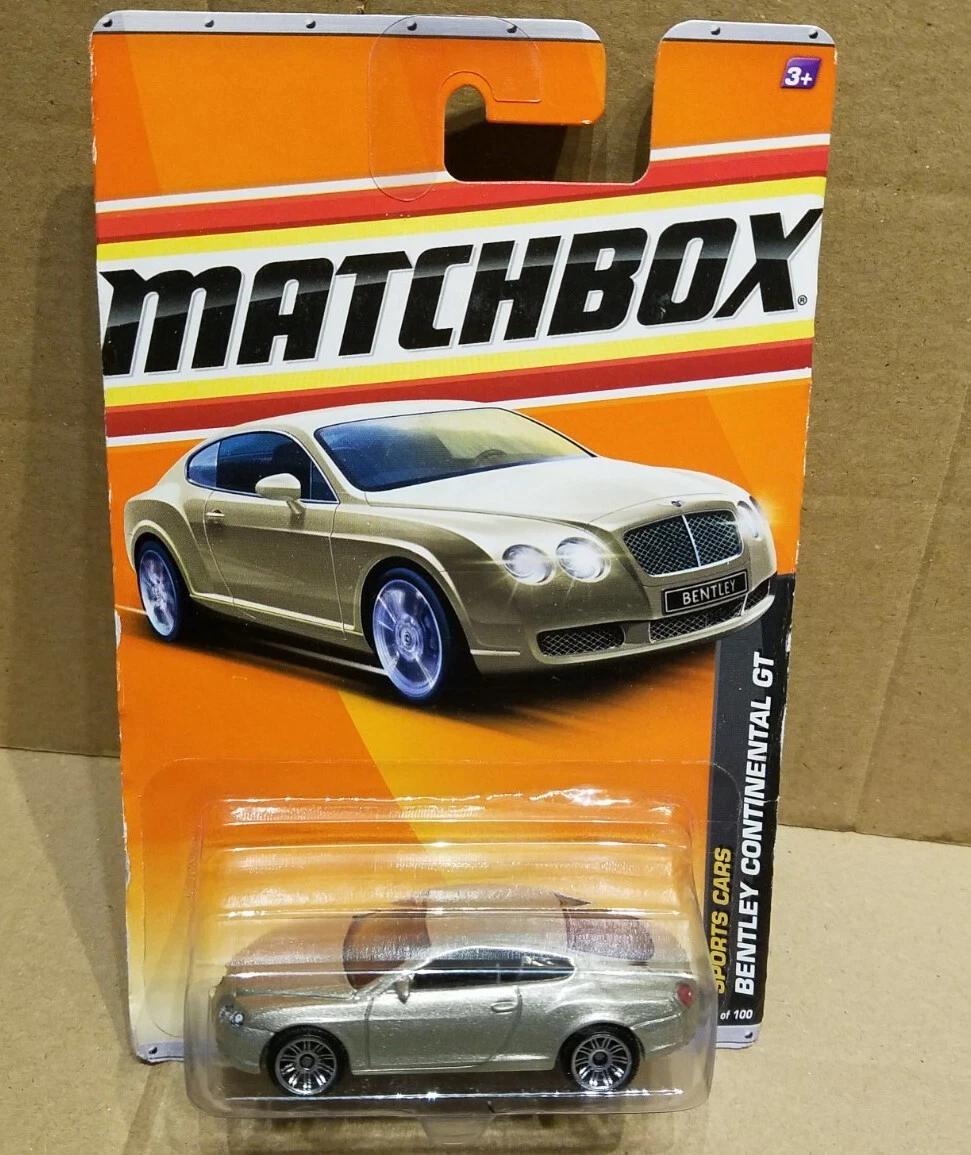 3+
MATCHBOX®
BENTLEY
SPORTS CARS
BENTLEY CONTINENTAL GT
of 100